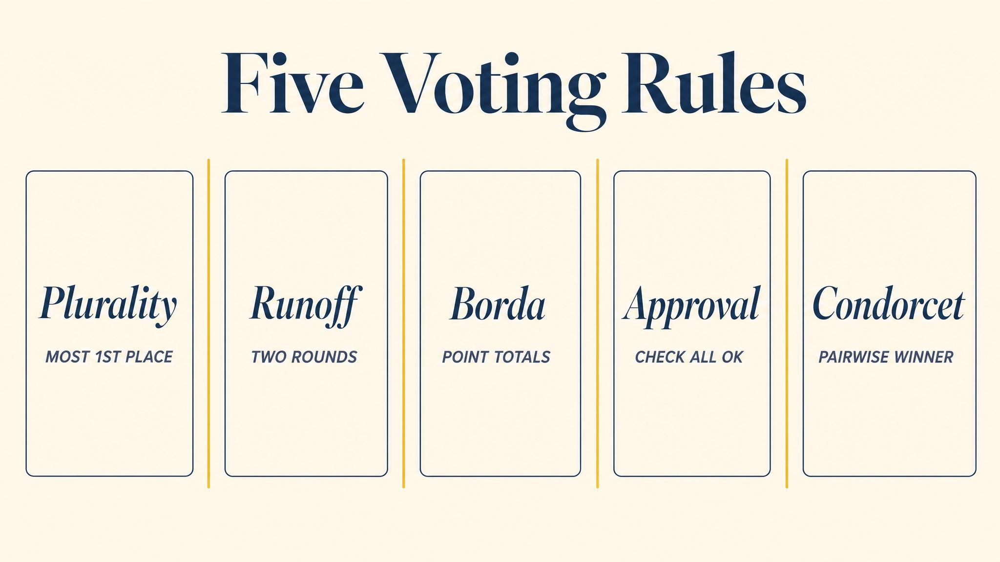 Five Voting Rules
Plurality
MOST 1ST PLACE
Runoff
TWO ROUNDS
Borda
POINT TOTALS
Approval
CHECK ALL OK
Condorcet
PAIRWISE WINNER